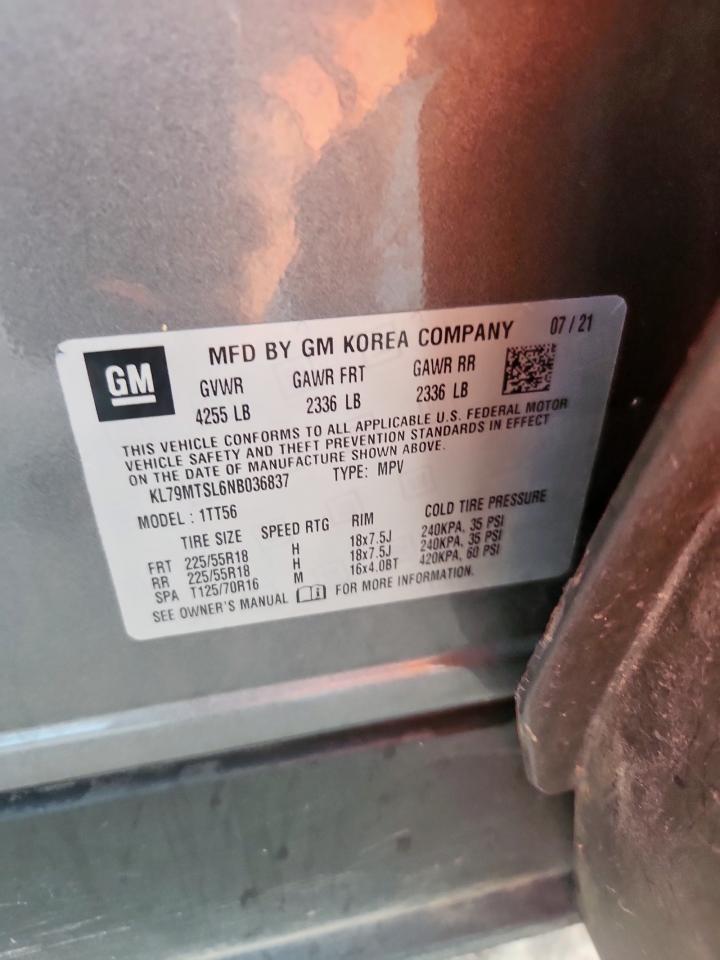 GM
MFD BY GM KOREA COMPANY 07/21
GVWR GAWR FRT GAWR RR
4255 LB 2336 LB 2336 LB
THIS VEHICLE CONFORMS TO ALL APPLICABLE U.S. FEDERAL MOTOR
VEHICLE SAFETY AND THEFT PREVENTION STANDARDS IN EFFECT
ON THE DATE OF MANUFACTURE SHOWN ABOVE.
KL79MTSL6NB036837 TYPE: MPV
MODEL : 1TT56
TIRE SIZE SPEED RTG RIM COLD TIRE PRESSURE
FRT 225/55R18 H 18x7.5J 240KPA, 35 PSI
RR 225/55R18 H 18x7.5J 240KPA, 35 PSI
SPA T125/70R16 M 16x4.0BT 420KPA, 60 PSI
SEE OWNER'S MANUAL FOR MORE INFORMATION.